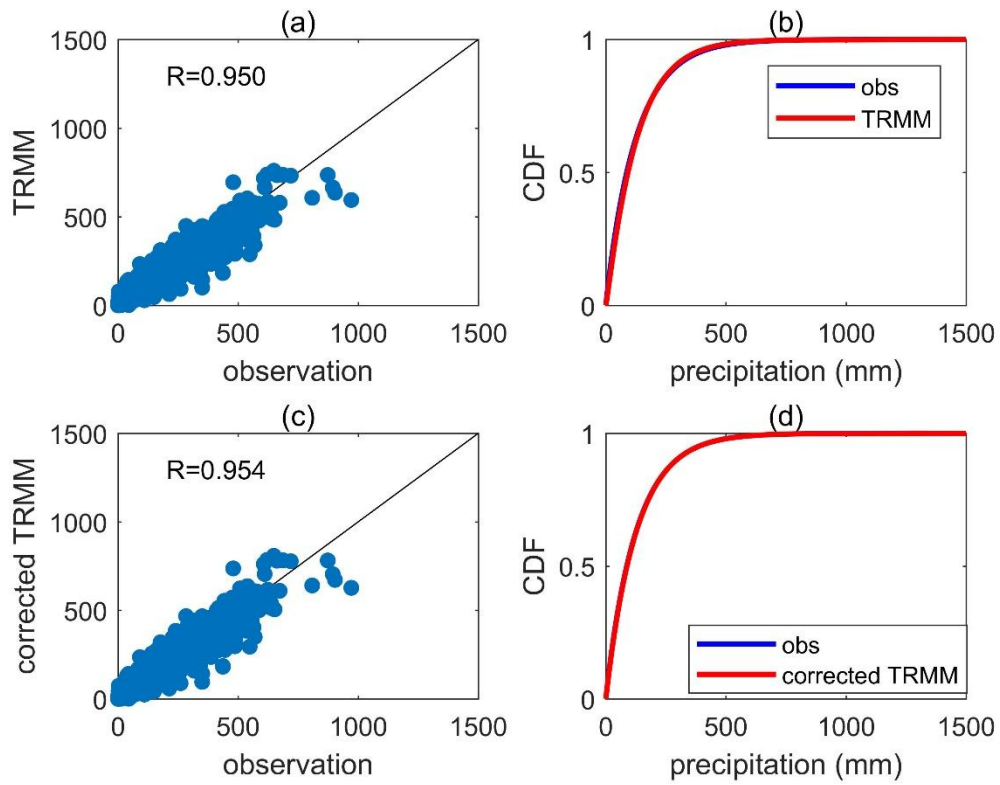 (a)
1500
1000
500
0
TRMM
R=0.950
0 500 1000 1500
observation
(b)
1
0.5
0
CDF
obs
TRMM
0 500 1000 1500
precipitation (mm)
(c)
1500
1000
500
0
corrected TRMM
R=0.954
0 500 1000 1500
observation
(d)
1
0.5
0
CDF
obs
corrected TRMM
0 500 1000 1500
precipitation (mm)